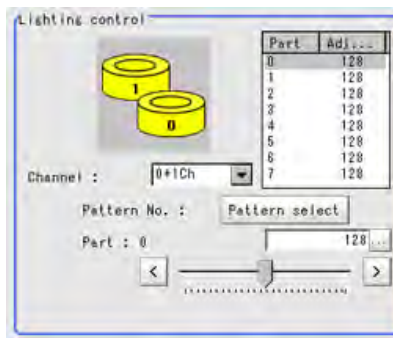 Lighting control
Part Adj...
0 128
1 128
2 128
3 128
4 128
5 128
6 128
7 128
1
0
Channel : 0+1Ch
Pattern No. : Pattern select
Part : 0 128 ...
< >